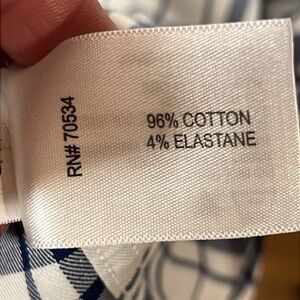 RN# 70534
96% COTTON
4% ELASTANE